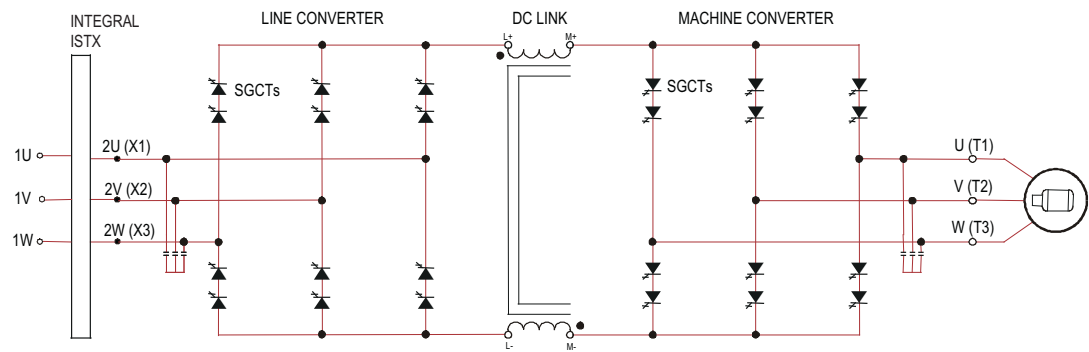 INTEGRAL
ISTX
LINE CONVERTER
DC LINK
MACHINE CONVERTER
L+
M+
SGCTs
SGCTs
1U
2U (X1)
U (T1)
1V
2V (X2)
V (T2)
1W
2W (X3)
W (T3)
L-
M-